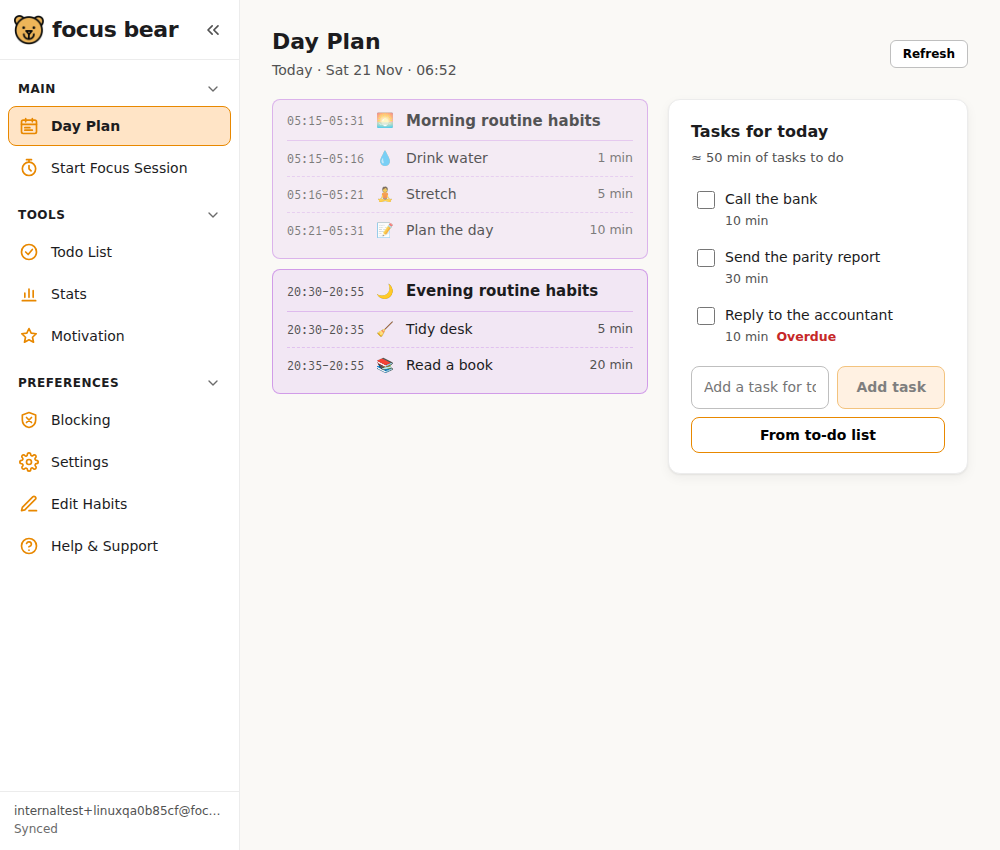 focus bear
MAIN
Day Plan
Start Focus Session
TOOLS
Todo List
Stats
Motivation
PREFERENCES
Blocking
Settings
Edit Habits
Help & Support
internaltest+linuxqa0b85cf@foc...
Synced
Day Plan
Today · Sat 21 Nov · 06:52
Refresh
05:15–05:31 Morning routine habits
05:15–05:16 Drink water 1 min
05:16–05:21 Stretch 5 min
05:21–05:31 Plan the day 10 min
20:30–20:55 Evening routine habits
20:30–20:35 Tidy desk 5 min
20:35–20:55 Read a book 20 min
Tasks for today
≈ 50 min of tasks to do
Call the bank
10 min
Send the parity report
30 min
Reply to the accountant
10 min Overdue
Add a task for to
Add task
From to-do list